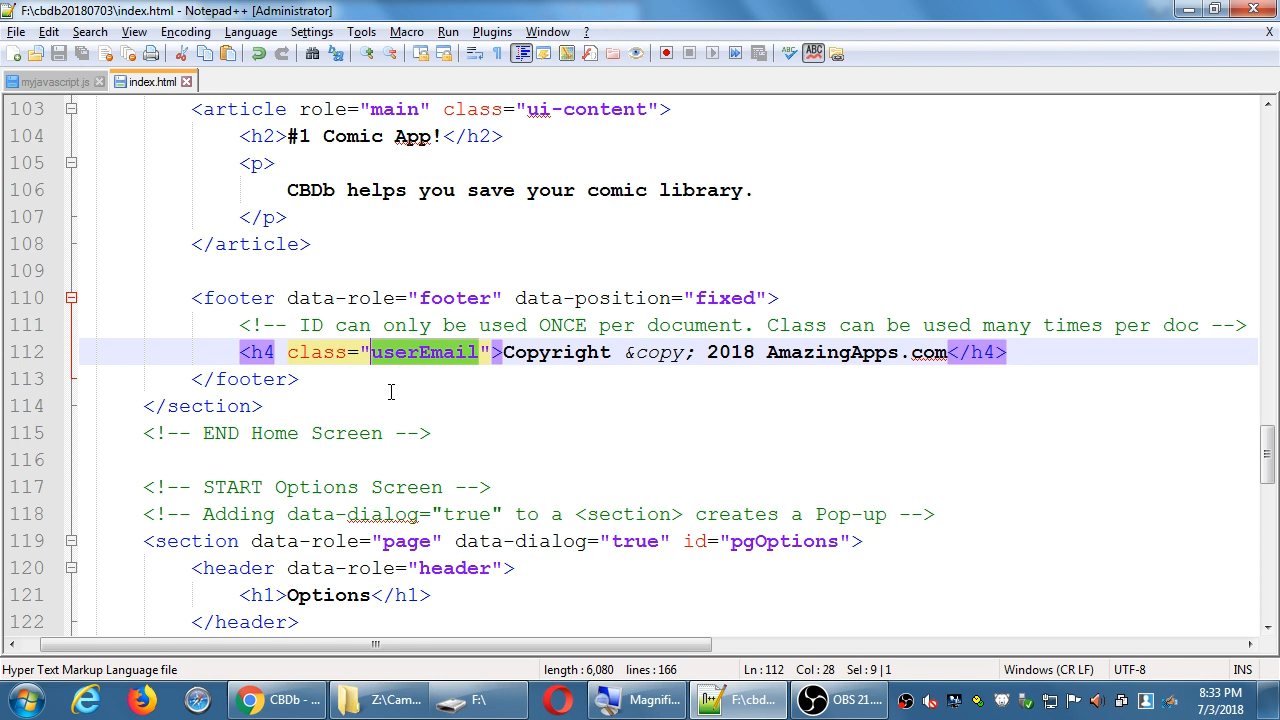 F:\cbdb20180703\index.html - Notepad++ [Administrator]
File Edit Search View Encoding Language Settings Tools Macro Run Plugins Window ? X
myjavascript.js index.html
103 <article role="main" class="ui-content">
104 <h2>#1 Comic App!</h2>
105 <p>
106 CBDb helps you save your comic library.
107 </p>
108 </article>
109
110 <footer data-role="footer" data-position="fixed">
111 <!-- ID can only be used ONCE per document. Class can be used many times per doc -->
112 <h4 class="userEmail">Copyright &copy; 2018 AmazingApps.com</h4>
113 </footer>
114 </section>
115 <!-- END Home Screen -->
116
117 <!-- START Options Screen -->
118 <!-- Adding data-dialog="true" to a <section> creates a Pop-up -->
119 <section data-role="page" data-dialog="true" id="pgOptions">
120 <header data-role="header">
121 <h1>Options</h1>
122 </header>
Hyper Text Markup Language file length : 6,080 lines : 166 Ln : 112 Col : 28 Sel : 9 | 1 Windows (CR LF) UTF-8 INS
CBDb - ... Z:\Cam... F:\ Magnifi... F:\cbd... OBS 21.... 8:33 PM
7/3/2018